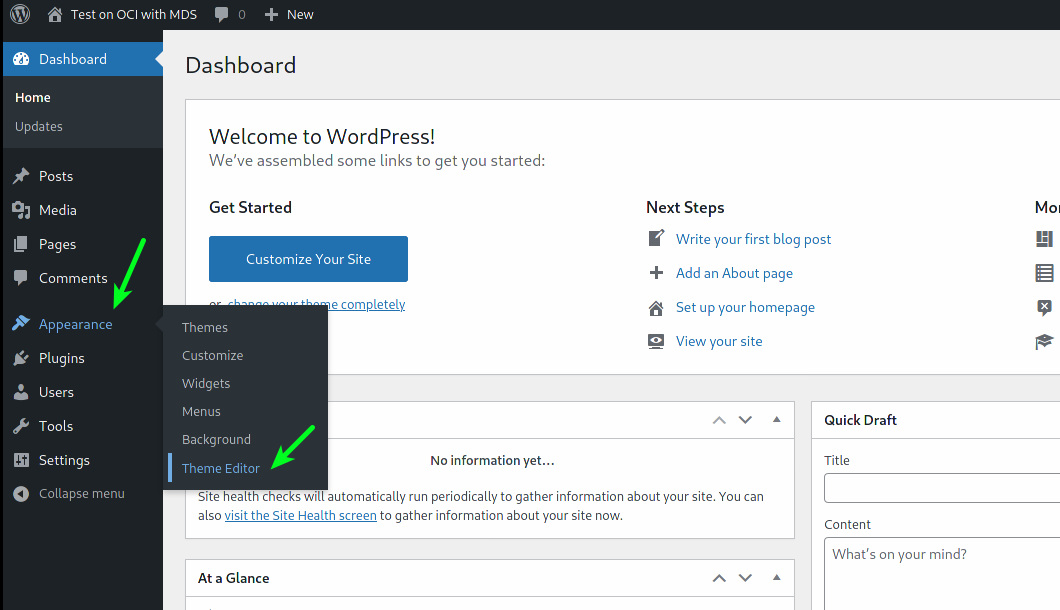 Test on OCI with MDS 0 New
Dashboard
Home
Updates
Posts
Media
Pages
Comments
Appearance
Plugins
Users
Tools
Settings
Collapse menu
Themes
Customize
Widgets
Menus
Background
Theme Editor
Dashboard
Welcome to WordPress!
We've assembled some links to get you started:
Get Started
Customize Your Site
or, change your theme completely
Next Steps
Write your first blog post
Add an About page
Set up your homepage
View your site
Mor
No information yet...
Site health checks will automatically run periodically to gather information about your site. You can
also visit the Site Health screen to gather information about your site now.
At a Glance
Quick Draft
Title
Content
What's on your mind?